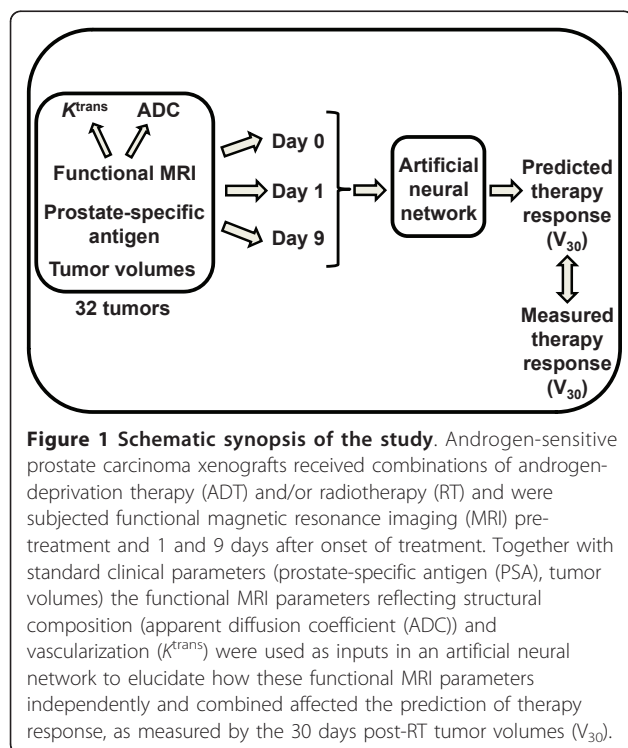 Kᵗʳᵃⁿˢ ADC
Functional MRI
Prostate-specific
antigen
Tumor volumes
32 tumors
Day 0
Day 1
Day 9
Artificial
neural
network
Predicted
therapy
response
(V₃₀)
Measured
therapy
response
(V₃₀)
Figure 1 Schematic synopsis of the study. Androgen-sensitive
prostate carcinoma xenografts received combinations of androgen-
deprivation therapy (ADT) and/or radiotherapy (RT) and were
subjected functional magnetic resonance imaging (MRI) pre-
treatment and 1 and 9 days after onset of treatment. Together with
standard clinical parameters (prostate-specific antigen (PSA), tumor
volumes) the functional MRI parameters reflecting structural
composition (apparent diffusion coefficient (ADC)) and
vascularization (Kᵗʳᵃⁿˢ) were used as inputs in an artificial neural
network to elucidate how these functional MRI parameters
independently and combined affected the prediction of therapy
response, as measured by the 30 days post-RT tumor volumes (V₃₀).